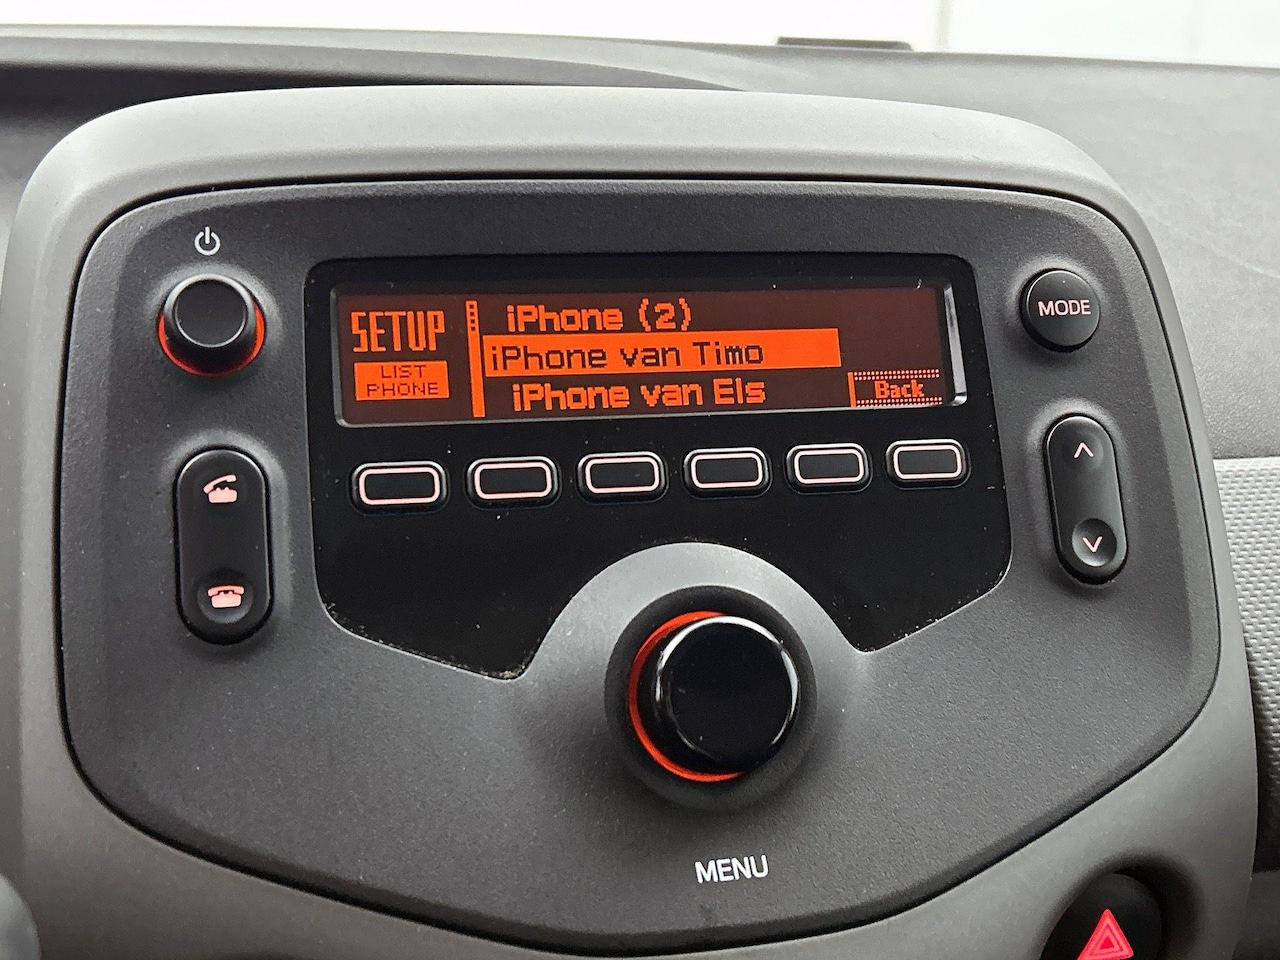 SETUP
LIST
PHONE
iPhone (2)
iPhone van Timo
iPhone van Els
Back
MODE
MENU